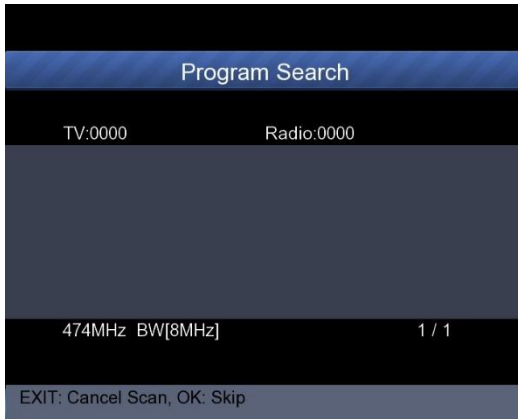 Program Search
TV:0000 Radio:0000
474MHz BW[8MHz] 1 / 1
EXIT: Cancel Scan, OK: Skip